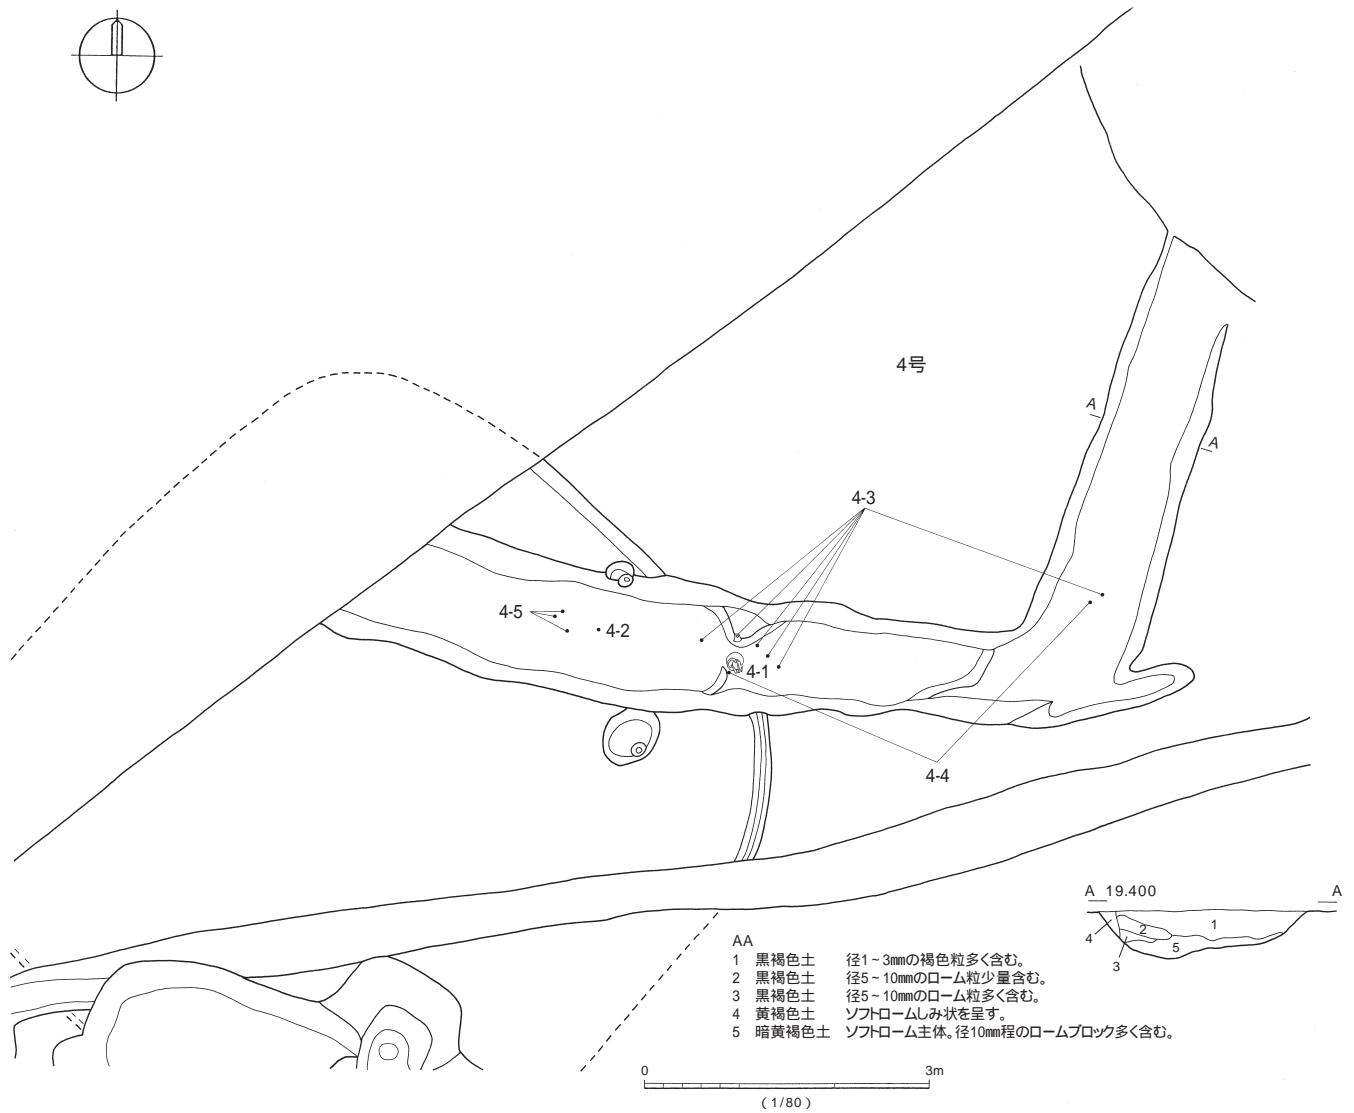 4号
A
A
4-3
4-5
4-2
4-1
4-4
A 19.400 A
1
2
4
5
3
AA
1 黒褐色土 径1~3㎜の褐色粒多く含む。
2 黒褐色土 径5~10㎜のローム粒少量含む。
3 黒褐色土 径5~10㎜のローム粒多く含む。
4 黄褐色土 ソフトロームしみ状を呈す。
5 暗黄褐色土 ソフトローム主体。径10㎜程のロームブロック多く含む。
0 3m
(1/80)